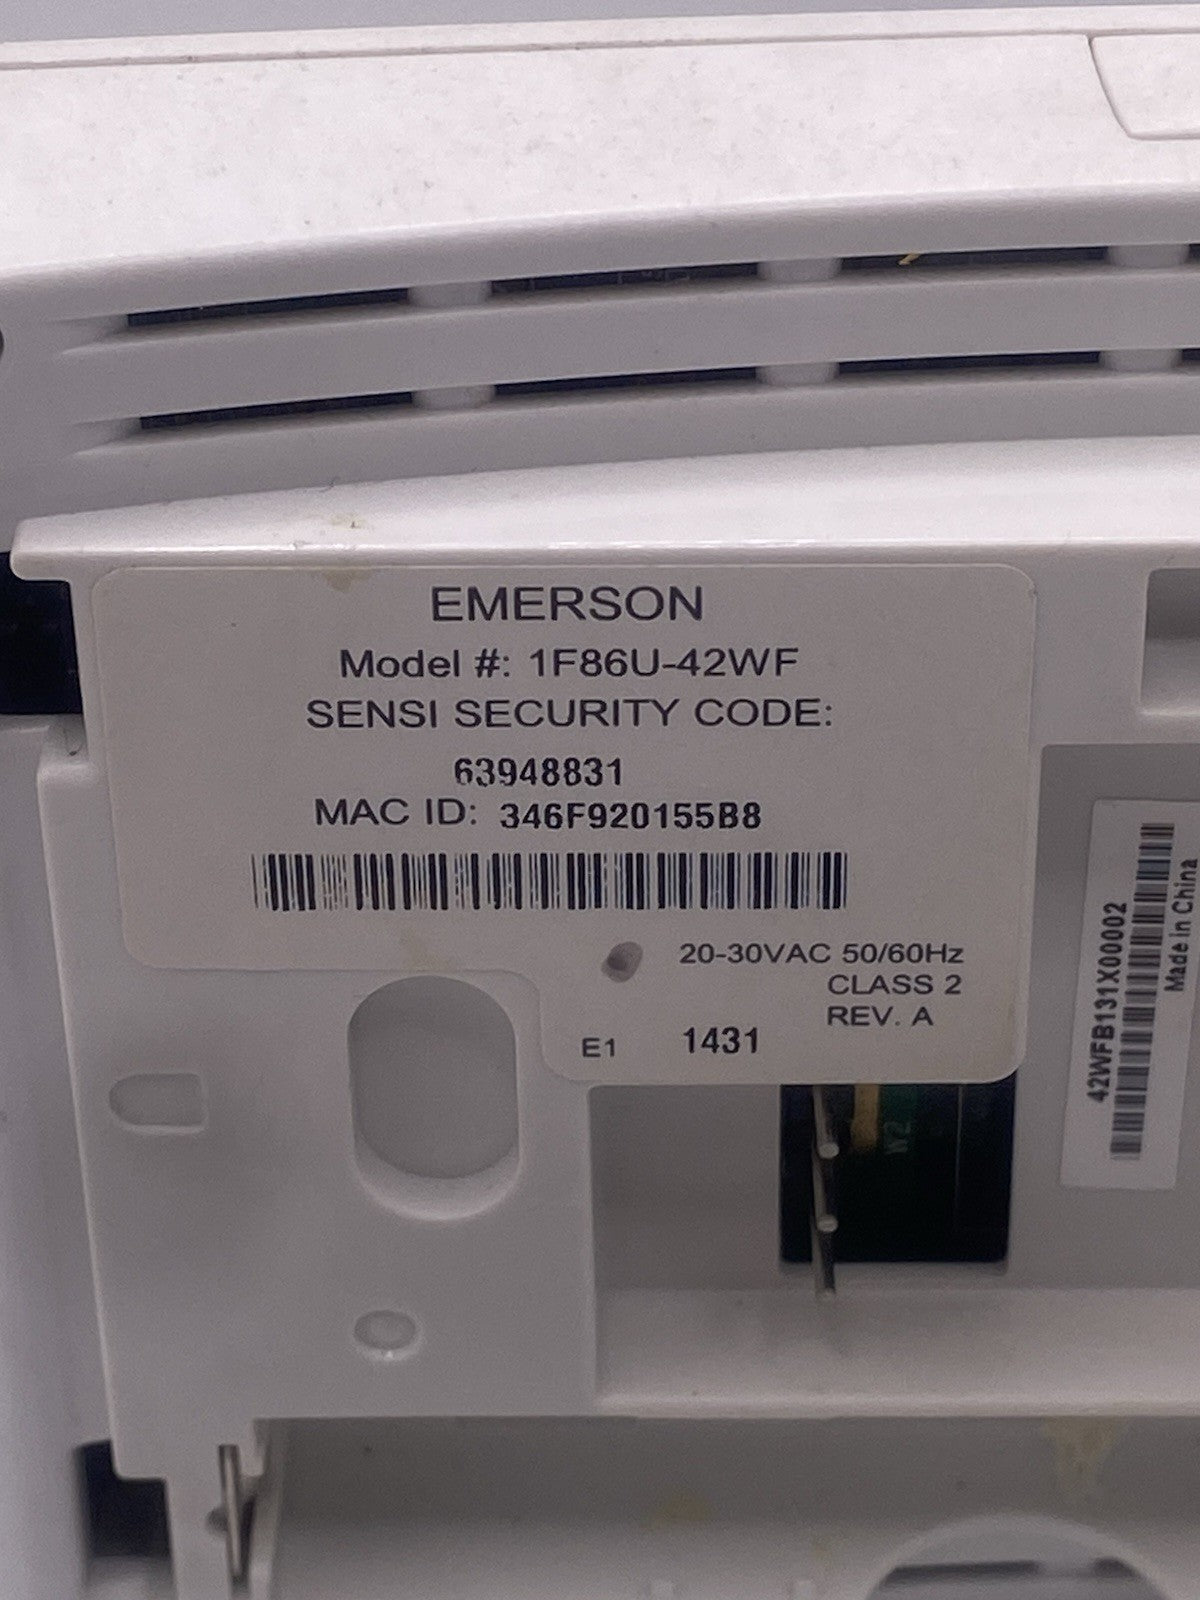 EMERSON
Model #: 1F86U-42WF
SENSI SECURITY CODE:
63948831
MAC ID: 346F920155B8
20-30VAC 50/60Hz
CLASS 2
REV. A
E1 1431
42WFB131X00002
Made in China
W2